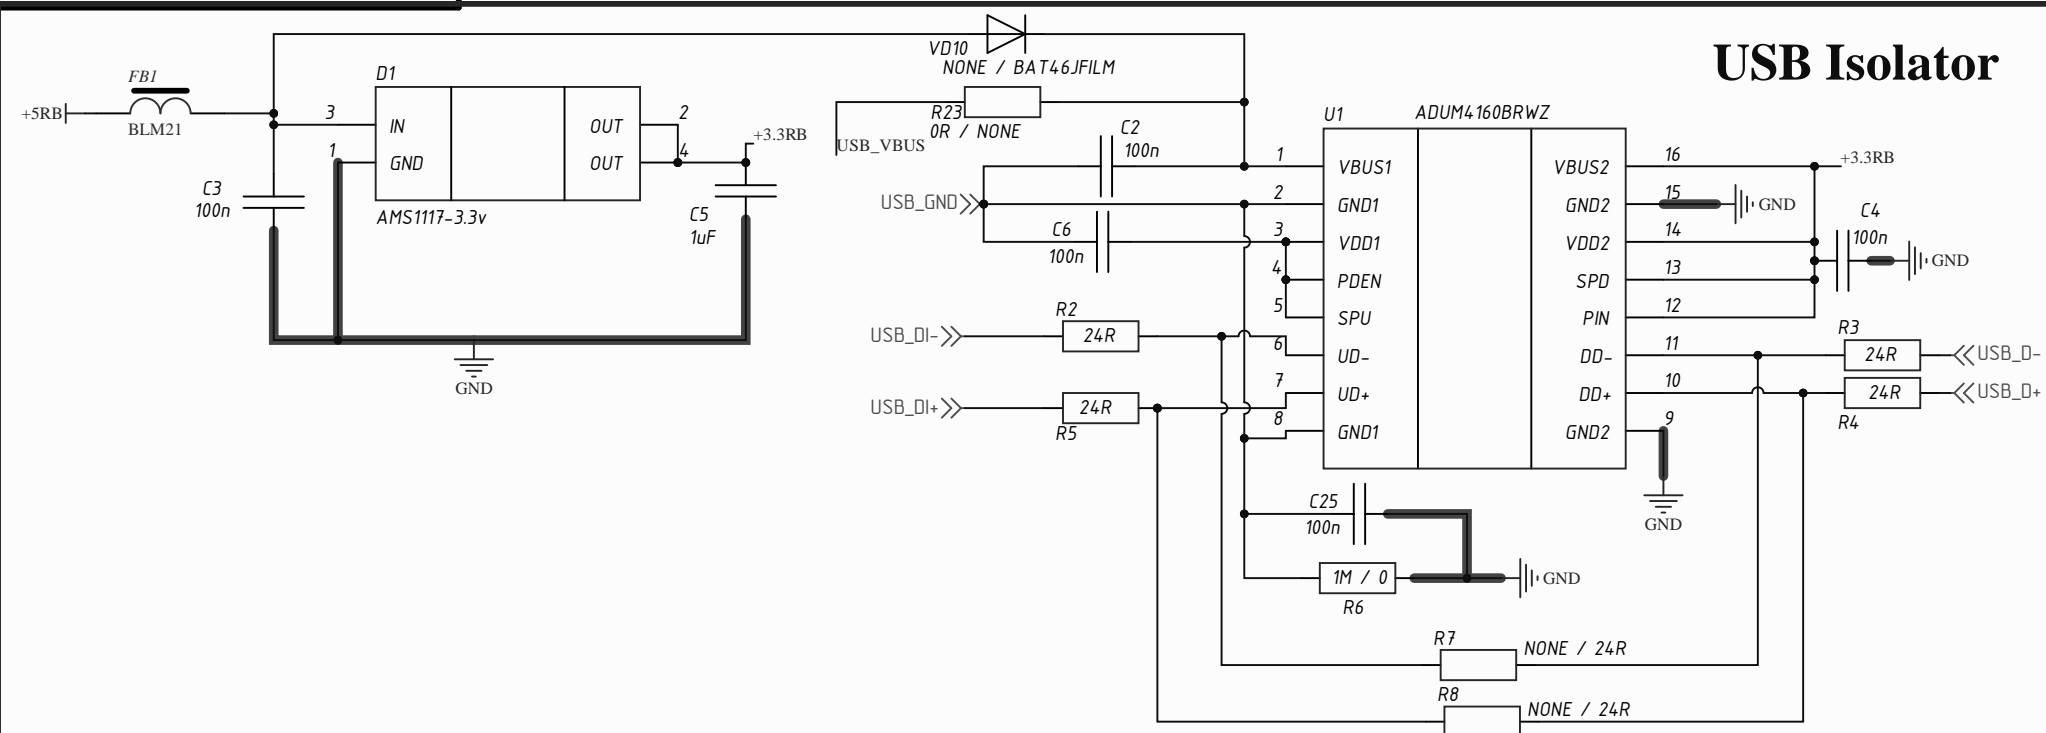 USB Isolator
FB1
+5RB
BLM21
C3
100n
D1
3
1
IN
GND
OUT
OUT
2
4
AMS1117-3.3v
+3.3RB
C5
1uF
GND
VD10
NONE / BAT46JFILM
R23
0R / NONE
USB_VBUS
C2
100n
USB_GND
C6
100n
R2
24R
USB_DI-
USB_DI+
24R
R5
U1
ADUM4160BRWZ
1
VBUS1
VBUS2
16
+3.3RB
2
GND1
GND2
15
GND
3
VDD1
VDD2
14
C4
100n
GND
4
PDEN
SPD
13
5
SPU
PIN
12
6
UD-
DD-
11
R3
24R
USB_D-
7
UD+
DD+
10
24R
USB_D+
R4
8
GND1
GND2
9
GND
C25
100n
1M / 0
R6
GND
R7
NONE / 24R
R8
NONE / 24R